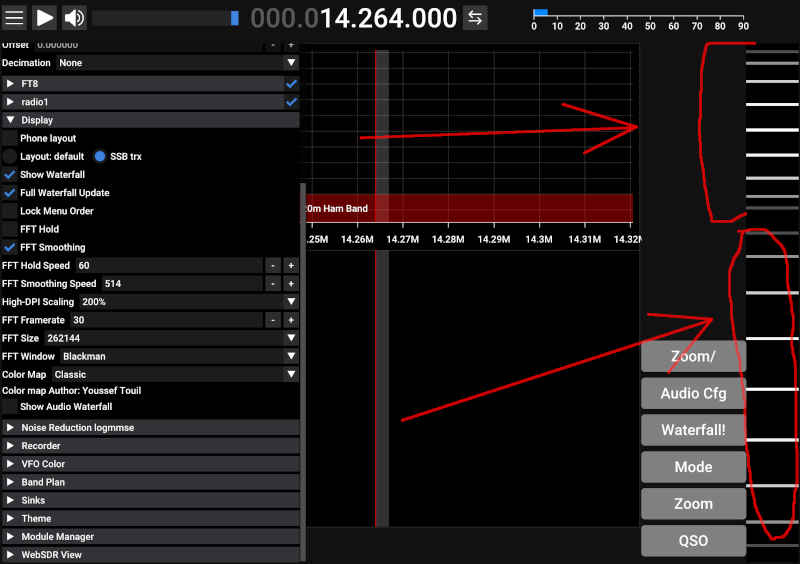 000.014.264.000
0 10 20 30 40 50 60 70 80 90
Offset 0.000000 - +
Decimation None
FT8
radio1
Display
Phone layout
Layout: default SSB trx
Show Waterfall
Full Waterfall Update
Lock Menu Order
FFT Hold
FFT Smoothing
FFT Hold Speed 60 - +
FFT Smoothing Speed 514 - +
High-DPI Scaling 200%
FFT Framerate 30 - +
FFT Size 262144
FFT Window Blackman
Color Map Classic
Color map Author: Youssef Touil
Show Audio Waterfall
Noise Reduction logmmse
Recorder
VFO Color
Band Plan
Sinks
Theme
Module Manager
WebSDR View
0m Ham Band
.25M 14.26M 14.27M 14.28M 14.29M 14.3M 14.31M 14.32M
Zoom/
Audio Cfg
Waterfall!
Mode
Zoom
QSO